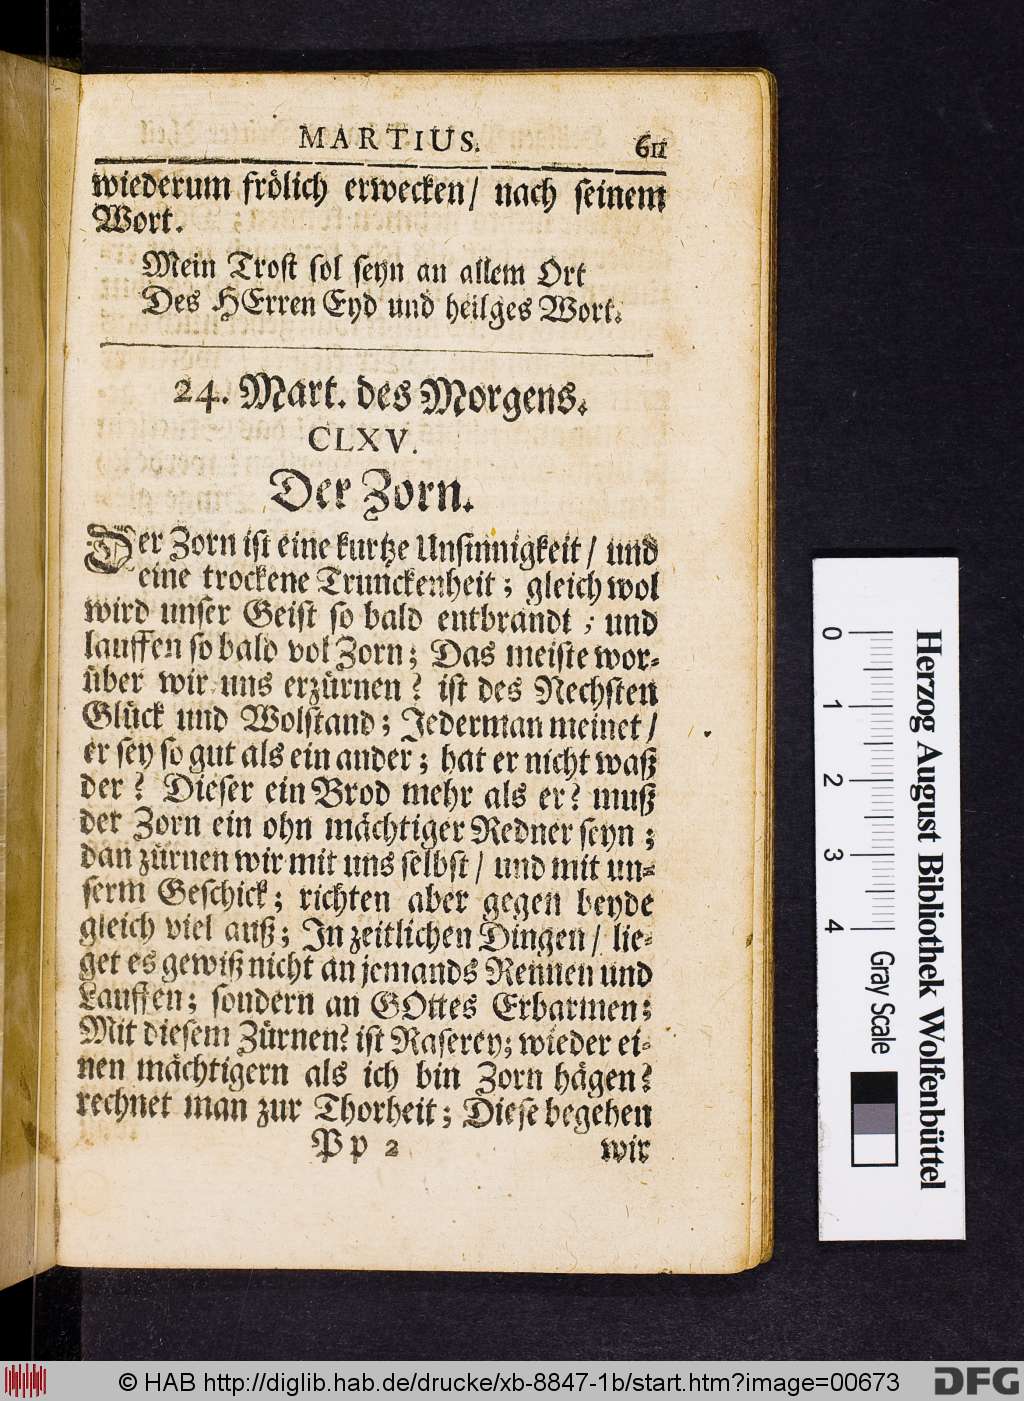 MARTIUS. 611
wiederum frölich erwecken/ nach seinem
Wort.
Mein Trost sol seyn an allem Ort
Des HErren Eyd und heilges Wort.
24. Mart. des Morgens.
CLXV.
Der Zorn.
Der Zorn ist eine kurtze Unsinnigkeit/ und
eine trockene Trunckenheit; gleich wol
wird unser Geist so bald entbrandt, und
lauffen so bald vol Zorn; Das meiste wor-
über wir uns erzürnen? ist des Nechsten
Glück und Wolstand; Jederman meinet/
er sey so gut als ein ander; hat er nicht waß
der? Dieser ein Brod mehr als er? muß
der Zorn ein ohn mächtiger Redner seyn;
dan zürnen wir mit uns selbst/ und mit un-
serm Geschick; richten aber gegen beyde
gleich viel auß; In zeitlichen Dingen/ lie-
get es gewiß nicht an jemands Rennen und
Lauffen; sondern an GOttes Erbarmen;
Mit diesem Zürnen? ist Raserey; wieder ei-
nen mächtigern als ich bin Zorn hägen?
rechnet man zur Thorheit; Diese begehen
Pp 2 wir
Herzog August Bibliothek Wolfenbüttel
0 1 2 3 4 Gray Scale
© HAB http://diglib.hab.de/drucke/xb-8847-1b/start.htm?image=00673
DFG